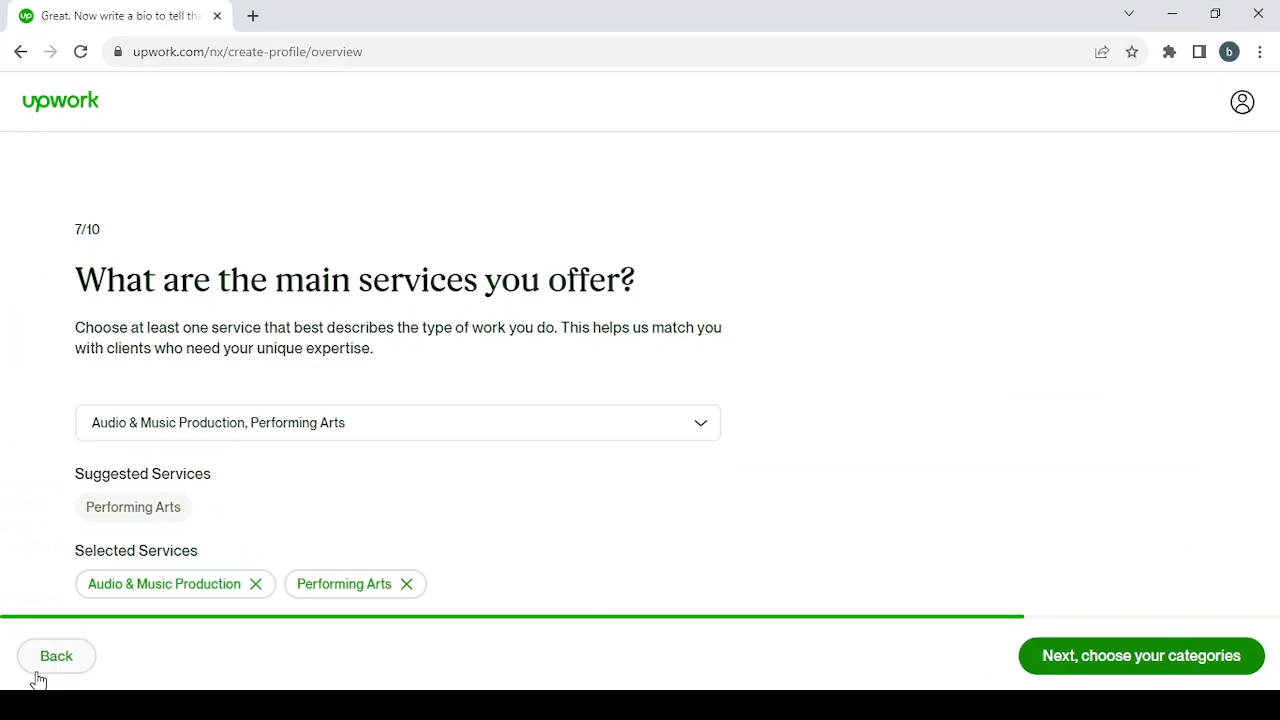 Great. Now write a bio to tell the
upwork.com/nx/create-profile/overview
b
upwork
7/10
What are the main services you offer?
Choose at least one service that best describes the type of work you do. This helps us match you
with clients who need your unique expertise.
Audio & Music Production, Performing Arts
Suggested Services
Performing Arts
Selected Services
Audio & Music Production
Performing Arts
Back
Next, choose your categories